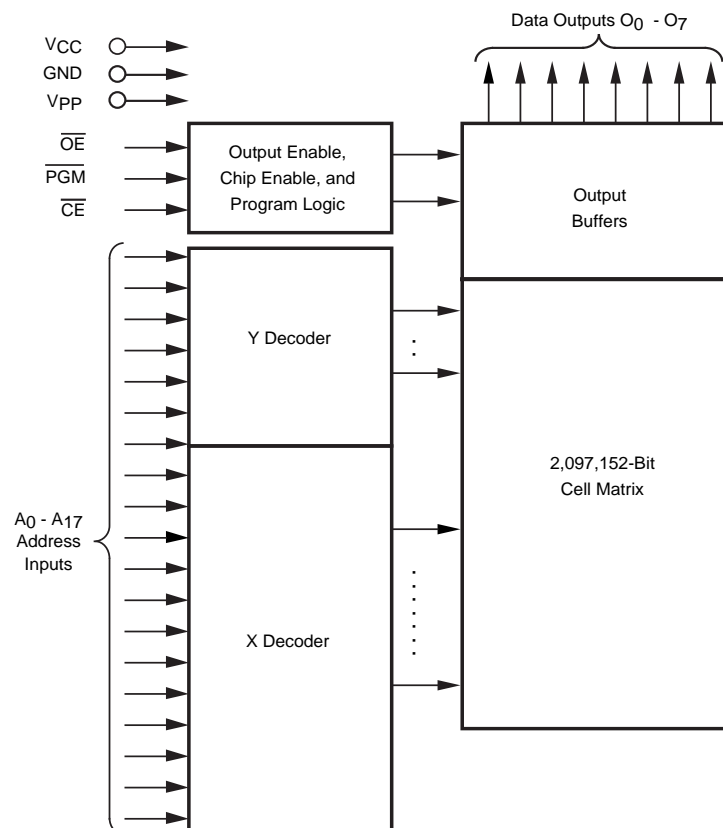 Data Outputs O0 - O7
VCC
GND
VPP
OE
PGM
CE
Output Enable,
Chip Enable, and
Program Logic
Output
Buffers
Y Decoder
2,097,152-Bit
Cell Matrix
A0 - A17
Address
Inputs
X Decoder